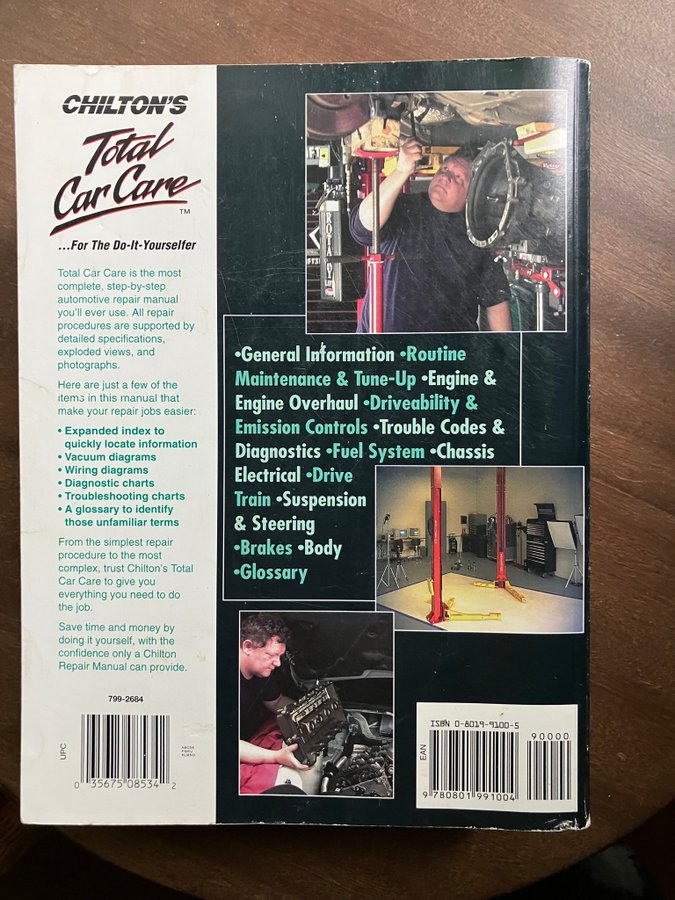 CHILTON'S
Total
Car Care™
...For The Do-It-Yourselfer
Total Car Care is the most
complete, step-by-step
automotive repair manual
you'll ever use. All repair
procedures are supported by
detailed specifications,
exploded views, and
photographs.
Here are just a few of the
items in this manual that
make your repair jobs easier:
• Expanded index to
quickly locate information
• Vacuum diagrams
• Wiring diagrams
• Diagnostic charts
• Troubleshooting charts
• A glossary to identify
those unfamiliar terms
From the simplest repair
procedure to the most
complex, trust Chilton's Total
Car Care to give you
everything you need to do
the job.
Save time and money by
doing it yourself, with the
confidence only a Chilton
Repair Manual can provide.
799-2684
UPC
0 35675 08534 2
•General Information •Routine
Maintenance & Tune-Up •Engine &
Engine Overhaul •Driveability &
Emission Controls •Trouble Codes &
Diagnostics •Fuel System •Chassis
Electrical •Drive
Train •Suspension
& Steering
•Brakes •Body
•Glossary
ISBN 0-8019-9100-5
90000
EAN
9 780801 991004